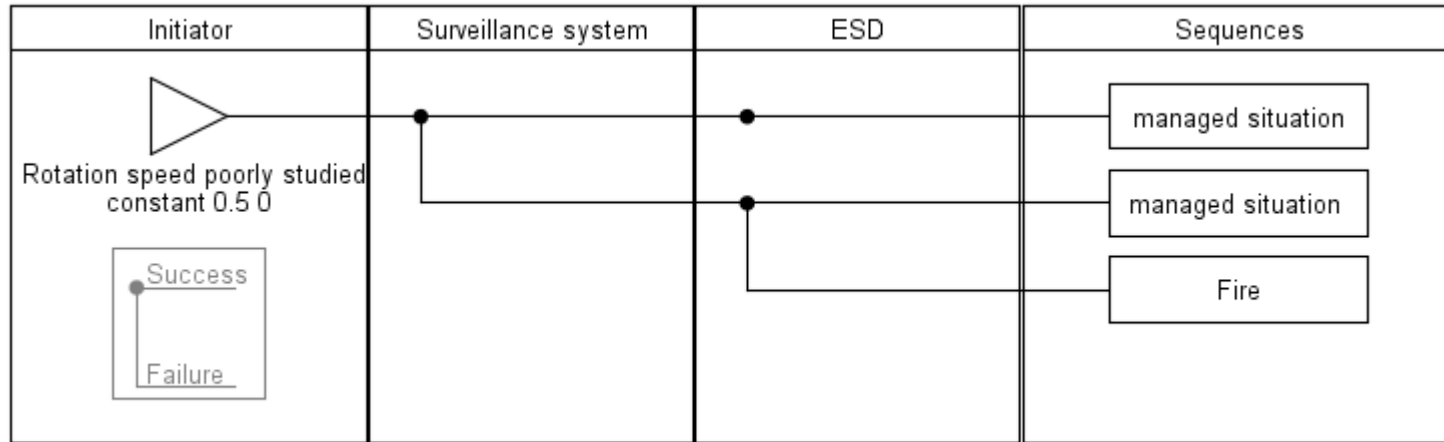 Initiator
Surveillance system
ESD
Sequences
managed situation
Rotation speed poorly studied
constant 0.5 0
managed situation
Success
Fire
Failure